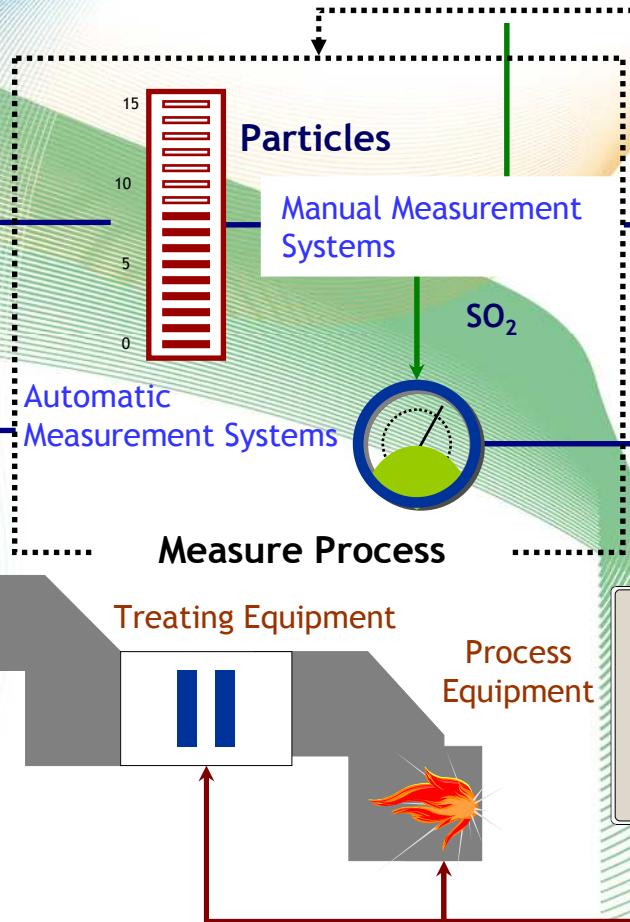 15
Particles
10
Manual Measurement
Systems
5
SO₂
0
Automatic
Measurement Systems
Measure Process
Treating Equipment
Process
Equipment